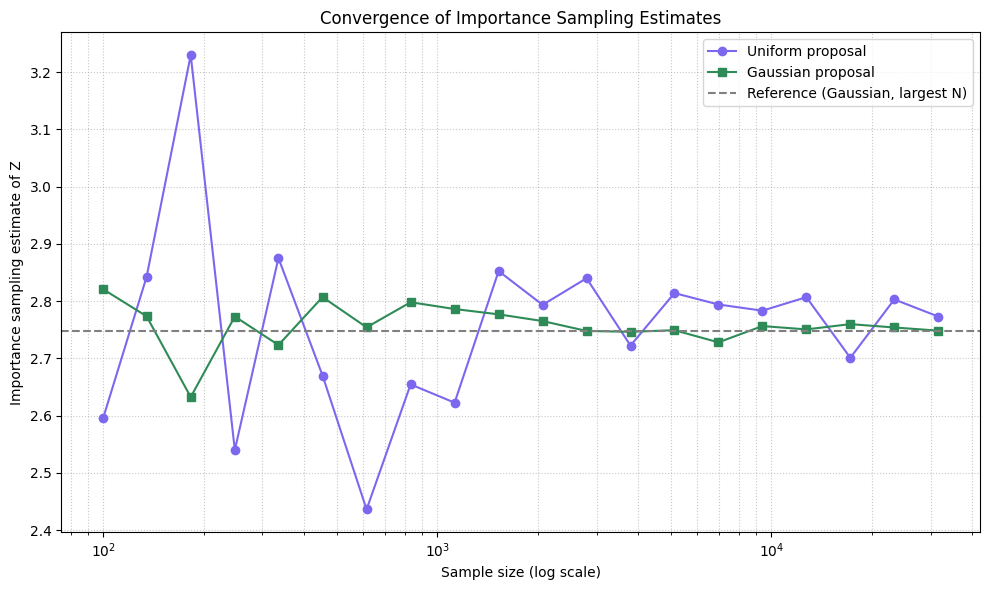 Convergence of Importance Sampling Estimates
Uniform proposal
Gaussian proposal
Reference (Gaussian, largest N)
Importance sampling estimate of Z
3.2
3.1
3.0
2.9
2.8
2.7
2.6
2.5
2.4
10²
10³
10⁴
Sample size (log scale)